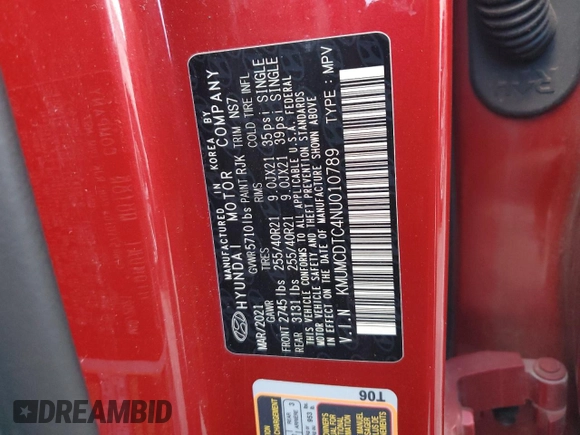 MANUFACTURED IN KOREA BY
HYUNDAI MOTOR COMPANY
MAR/2021 GVWR 5710 lbs PAINT RJK TRIM NS7
GAWR TIRES RIMS COLD TIRE INFL
FRONT 2745 lbs 255/40R21 9.0JX21 35psi SINGLE
REAR 3131 lbs 255/40R21 9.0JX21 39psi SINGLE
THIS VEHICLE CONFORMS TO ALL APPLICABLE U.S.A FEDERAL
MOTOR VEHICLE SAFETY AND THEFT PREVENTION STANDARDS
IN EFFECT ON THE DATE OF MANUFACTURE SHOWN ABOVE
V.I.N KMUMCDTC4NU010789 TYPE : MPV
T06
DREAMBID